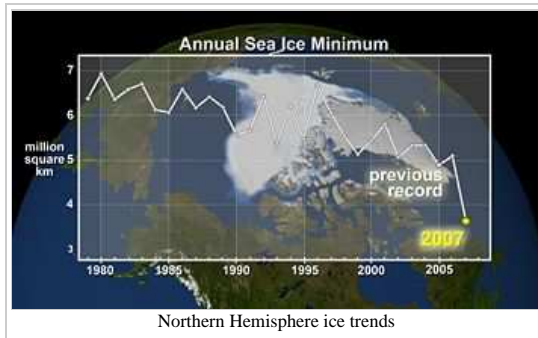 Annual Sea Ice Minimum
7
6
million
square 5
km
previous
record
4
2007
3
1980 1985 1990 1995 2000 2005
Northern Hemisphere ice trends